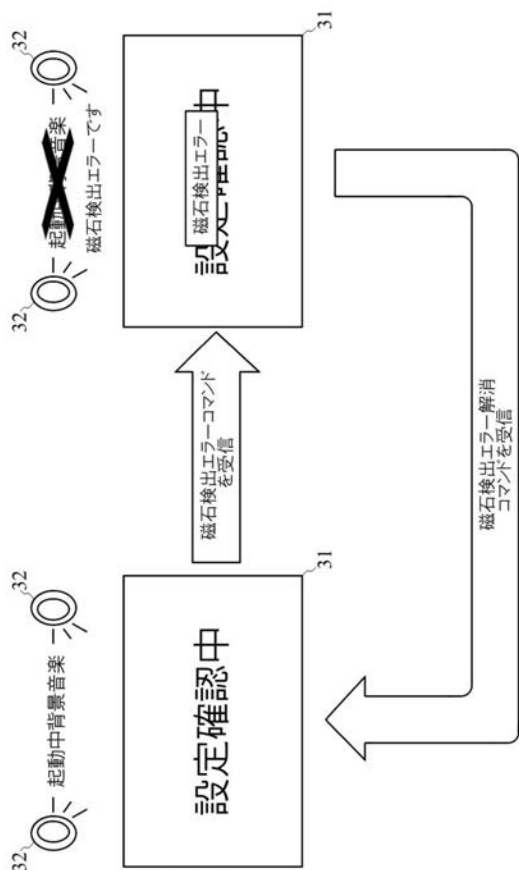 32
起動中背景音楽
32
設定確認中
31
磁石検出エラーコマンド
を受信
32
起動中背景音楽
32
磁石検出エラーです
設定確認中
磁石検出エラー
31
磁石検出エラー解消
コマンドを受信